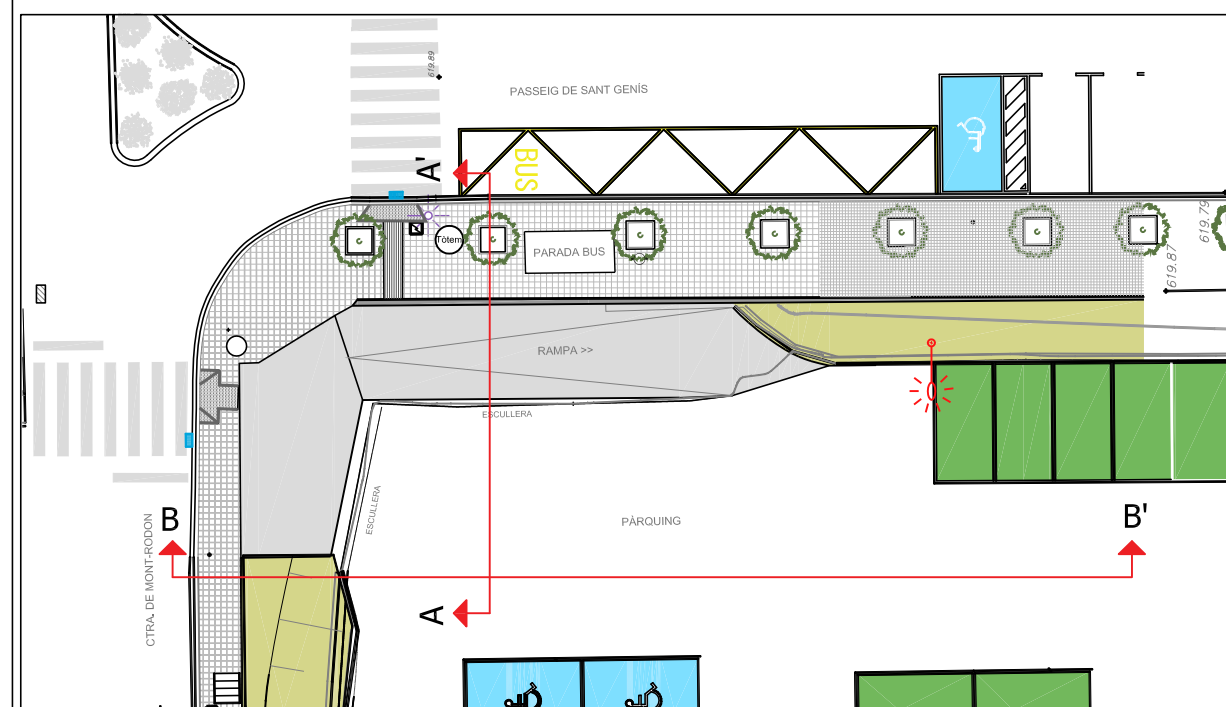 619.89
PASSEIG DE SANT GENÍS
A'
BUS
619.79
Tòtem
PARADA BUS
619.87
RAMPA >>
ESCULLERA
ESCULLERA
B
PÀRQUING
B'
CTRA. DE MONT-RODON
A